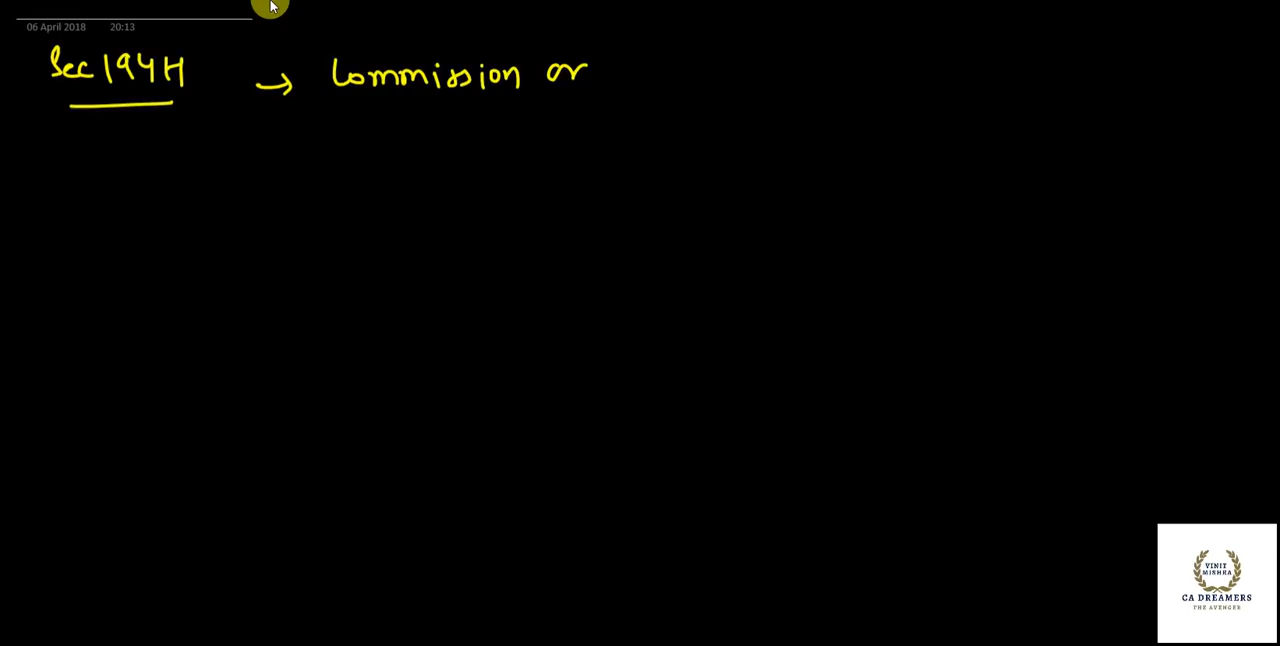 06 April 2018 20:13
Sec 194H → Commission or
VINIT
MISHRA
CA DREAMERS
THE AVENGER